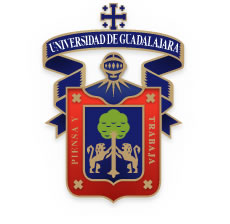 UNIVERSIDAD DE GUADALAJARA
PIENSA Y
TRABAJA